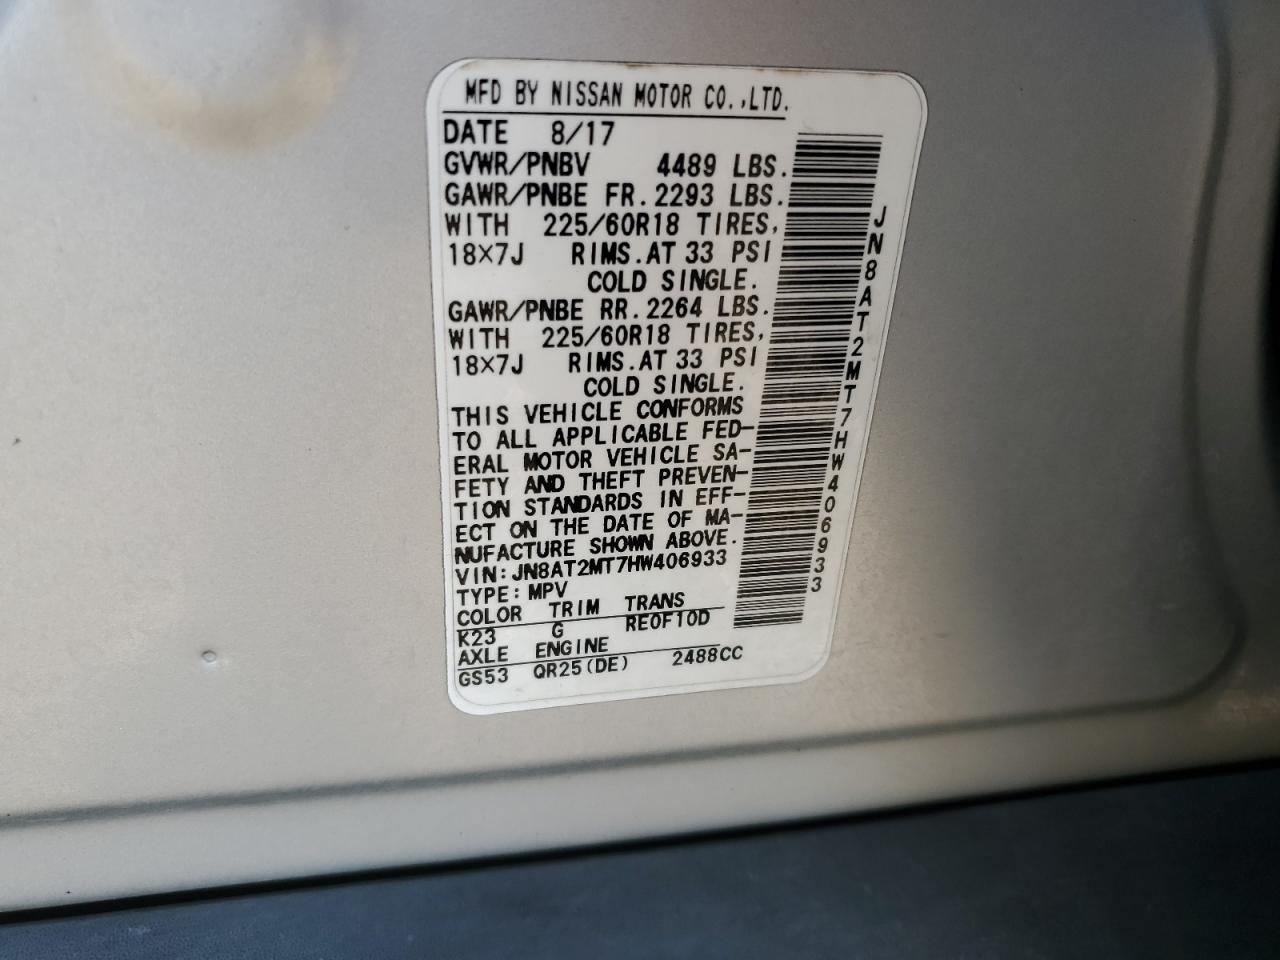 MFD BY NISSAN MOTOR CO.,LTD.
DATE 8/17
GVWR/PNBV 4489 LBS.
GAWR/PNBE FR. 2293 LBS.
WITH 225/60R18 TIRES,
18×7J RIMS. AT 33 PSI
COLD SINGLE.
GAWR/PNBE RR. 2264 LBS.
WITH 225/60R18 TIRES,
18×7J RIMS. AT 33 PSI
COLD SINGLE.
THIS VEHICLE CONFORMS
TO ALL APPLICABLE FED-
ERAL MOTOR VEHICLE SA-
FETY AND THEFT PREVEN-
TION STANDARDS IN EFF-
ECT ON THE DATE OF MA-
NUFACTURE SHOWN ABOVE.
VIN: JN8AT2MT7HW406933
TYPE: MPV
COLOR TRIM TRANS
K23 G RE0F10D
AXLE ENGINE
GS53 QR25(DE) 2488CC
JN8AT2MT7HW406933